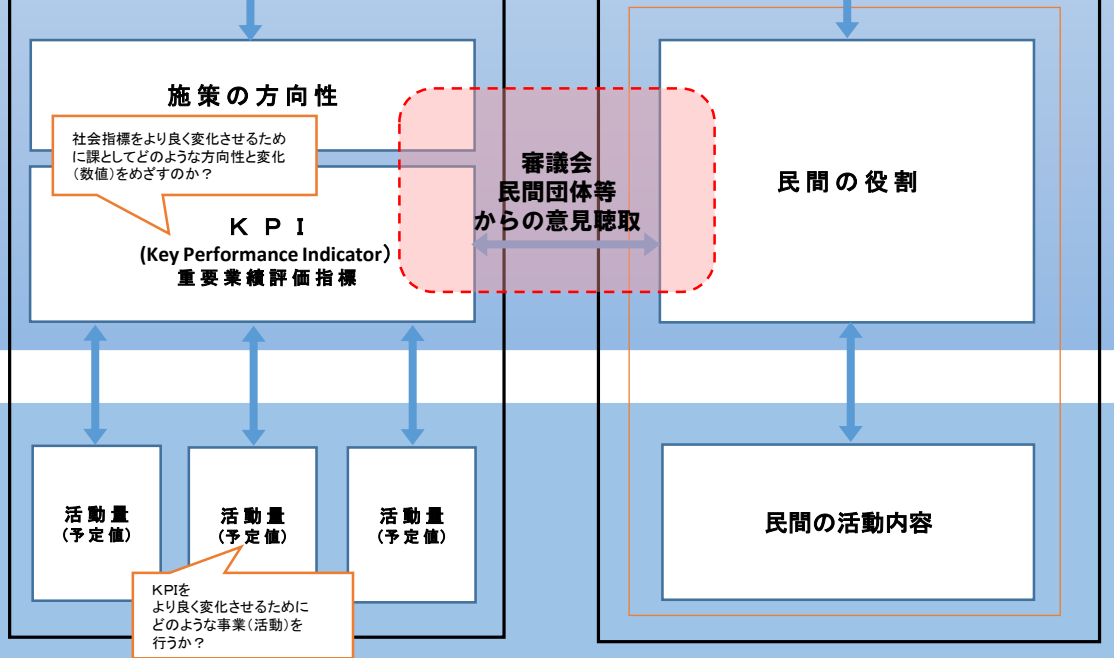 施策の方向性
社会指標をより良く変化させるため
に課としてどのような方向性と変化
（数値）をめざすのか？
ＫＰＩ
(Key Performance Indicator）
重要業績評価指標
審議会
民間団体等
からの意見聴取
民間の役割
活動量
（予定値）
活動量
（予定値）
活動量
（予定値）
ＫPIを
より良く変化させるために
どのような事業（活動）を
行うか？
民間の活動内容